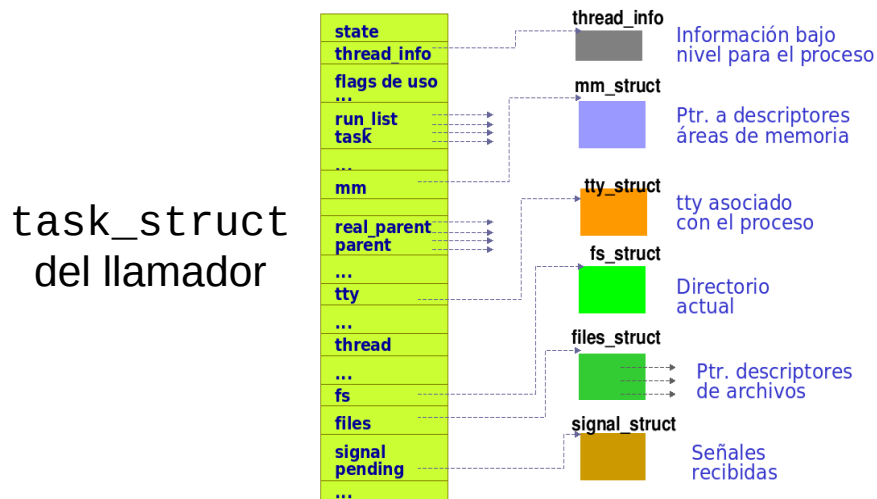 task_struct
del llamador
state
thread_info
flags de uso
...
run_list
task
...
mm
real_parent
parent
...
tty
...
thread
...
fs
files
signal
pending
...
thread_info
Información bajo
nivel para el proceso
mm_struct
Ptr. a descriptores
áreas de memoria
tty_struct
tty asociado
con el proceso
fs_struct
Directorio
actual
files_struct
Ptr. descriptores
de archivos
signal_struct
Señales
recibidas